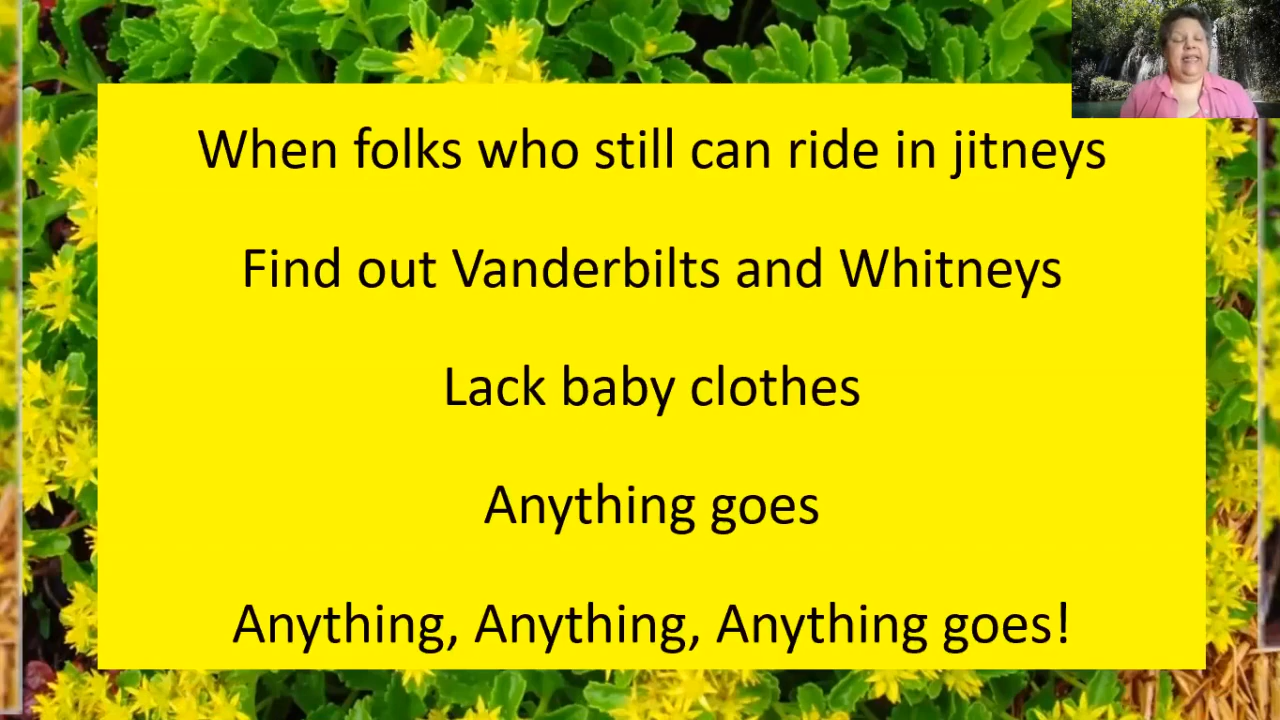 When folks who still can ride in jitneys
Find out Vanderbilts and Whitneys
Lack baby clothes
Anything goes
Anything, Anything, Anything goes!